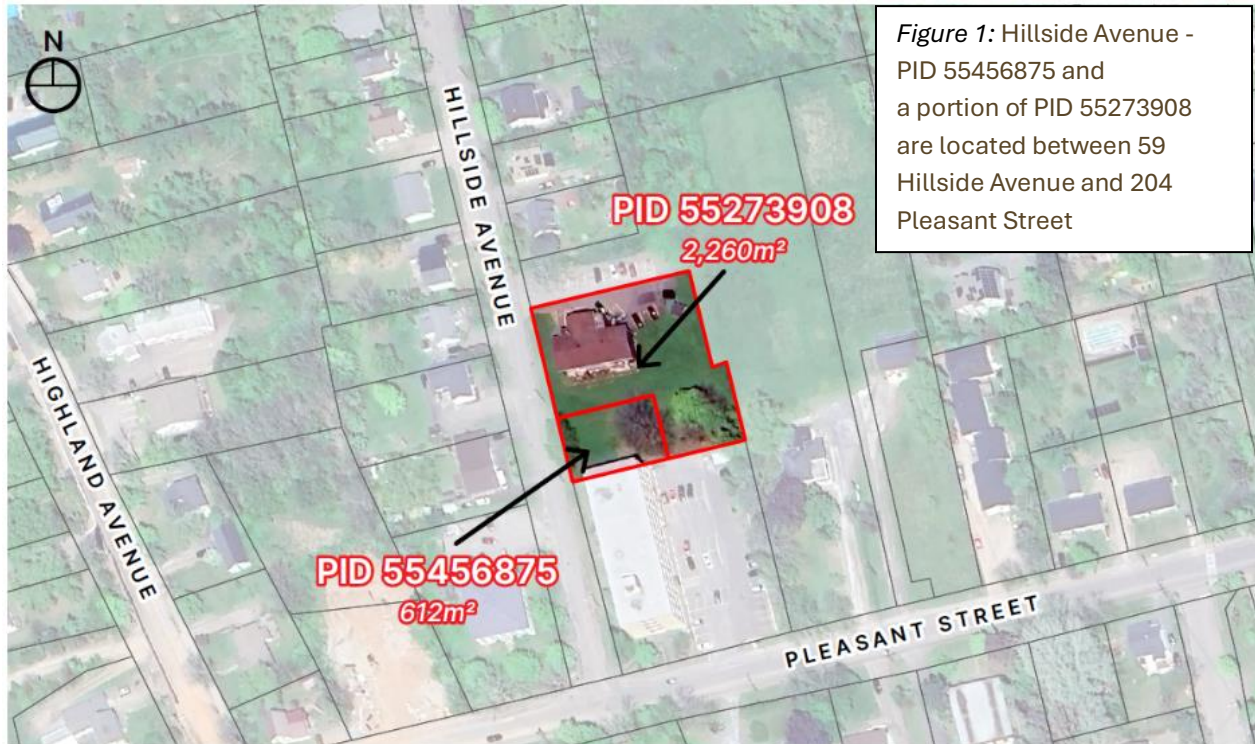 N
Figure 1: Hillside Avenue -
PID 55456875 and
a portion of PID 55273908
are located between 59
Hillside Avenue and 204
Pleasant Street
HILLSIDE AVENUE
PID 55273908
2,260m²
HIGHLAND AVENUE
PID 55456875
612m²
PLEASANT STREET